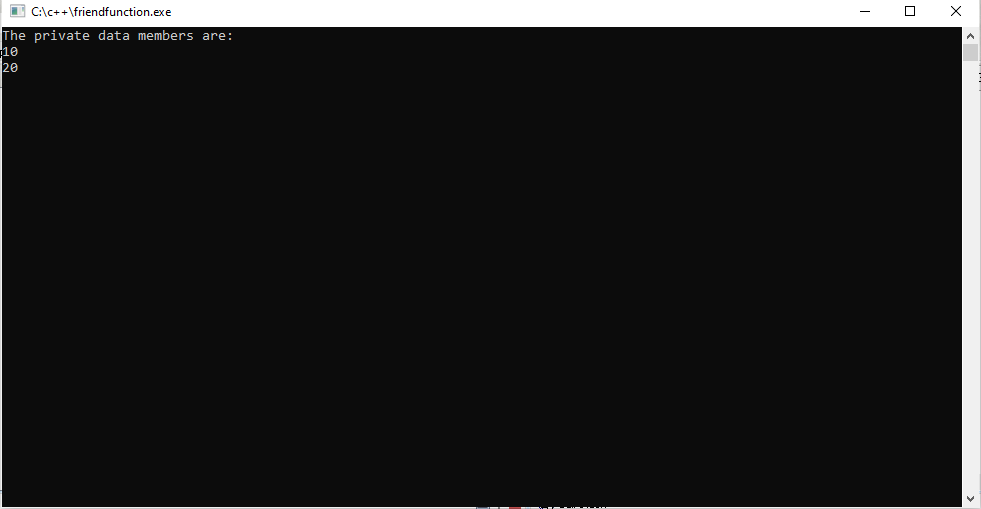 C:\c++\friendfunction.exe
The private data members are:
10
20